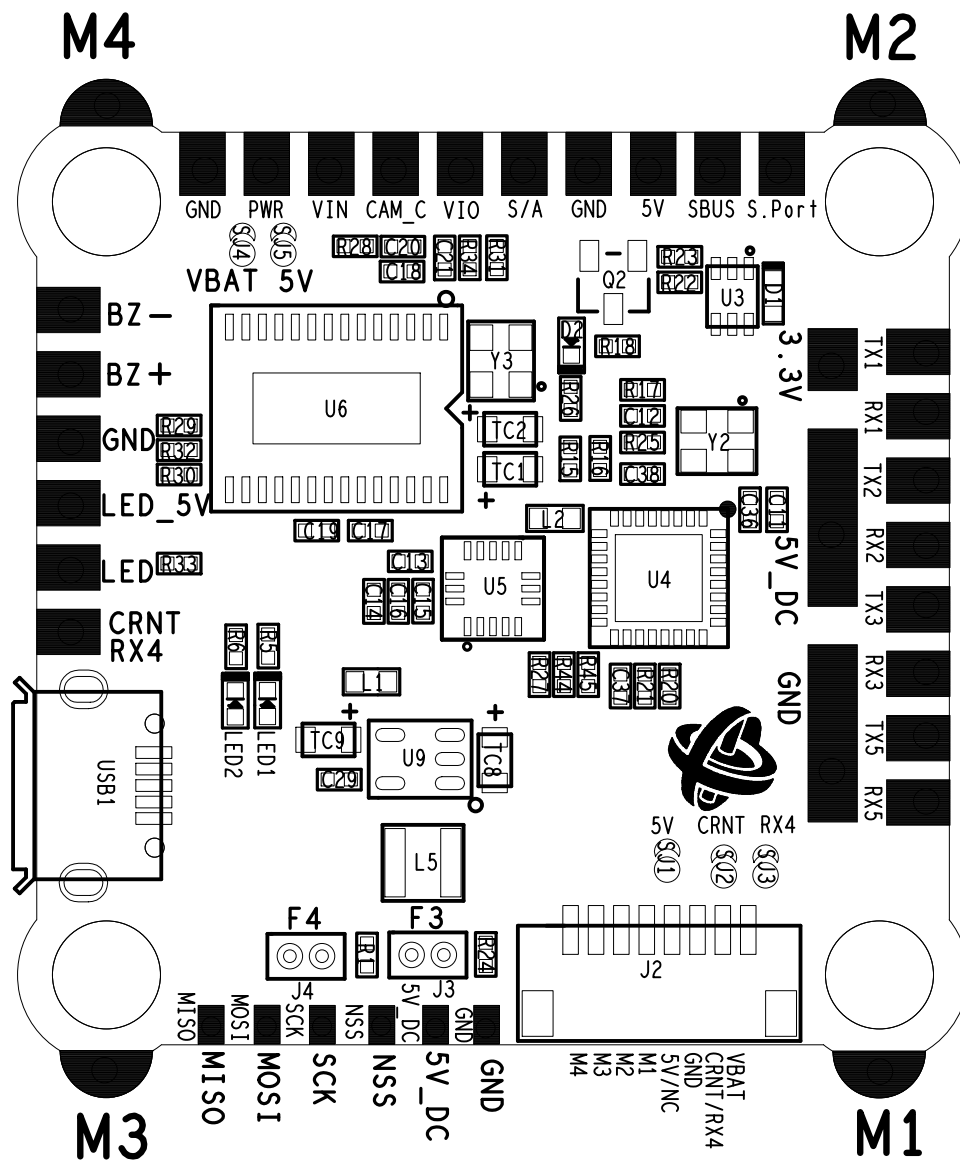 M4 M2
GND PWR VIN CAM_C VIO S/A GND 5V SBUS S.Port
SJ4 SJ5
VBAT 5V
R28 C20 C21 R34 R31
C18
Q2
R23
R22
U3
D1
BZ-
BZ+
GND
LED_5V
LED
CRNT
RX4
R29
R32
R30
R33
U6
Y3
TC2
TC1
D2
R18
R26
R17
C12
R25
C38
R15 R16
Y2
3.3V
TX1
RX1
TX2
RX2
TX3
RX3
TX5
RX5
C19 C17
L2
C13
C14 C16 C15
U5
U4
C36 C11
5V_DC
GND
R6 R5
LED2 LED1
L1
R27 R44 R45 C37 R21 R20
USB1
TC9
C29
U9
TC8
L5
5V CRNT RX4
SJ1 SJ2 SJ3
F4 F3
R1 R24
J4 J3
J2
MISO MOSI SCK NSS 5V_DC GND
MISO MOSI SCK NSS 5V_DC GND
M4 M3 M2 M1 5V/NC GND CRNT/RX4 VBAT
M3 M1